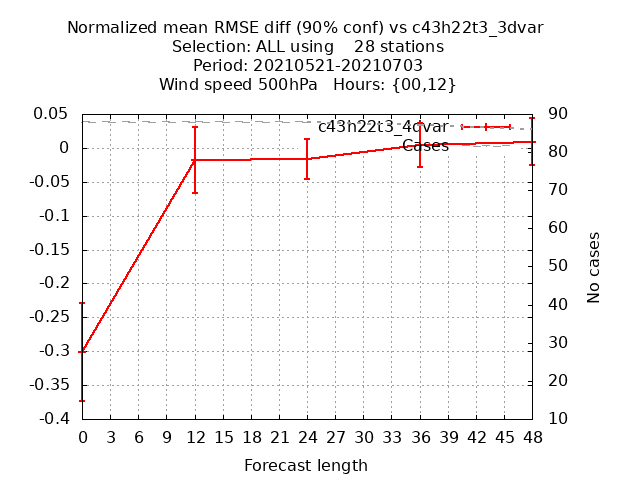 Normalized mean RMSE diff (90% conf) vs c43h22t3_3dvar
Selection: ALL using 28 stations
Period: 20210521-20210703
Wind speed 500hPa Hours: {00,12}
c43h22t3_4dvar
Cases
0.05
0
-0.05
-0.1
-0.15
-0.2
-0.25
-0.3
-0.35
-0.4
90
80
70
60
50
40
30
20
10
No cases
0 3 6 9 12 15 18 21 24 27 30 33 36 39 42 45 48
Forecast length